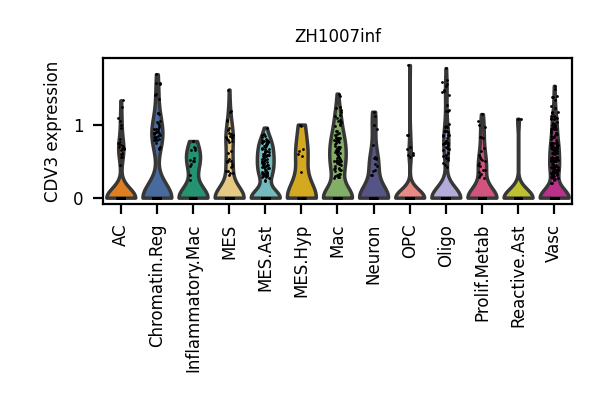 ZH1007inf
CDV3 expression
1
0
AC
Chromatin.Reg
Inflammatory.Mac
MES
MES.Ast
MES.Hyp
Mac
Neuron
OPC
Oligo
Prolif.Metab
Reactive.Ast
Vasc